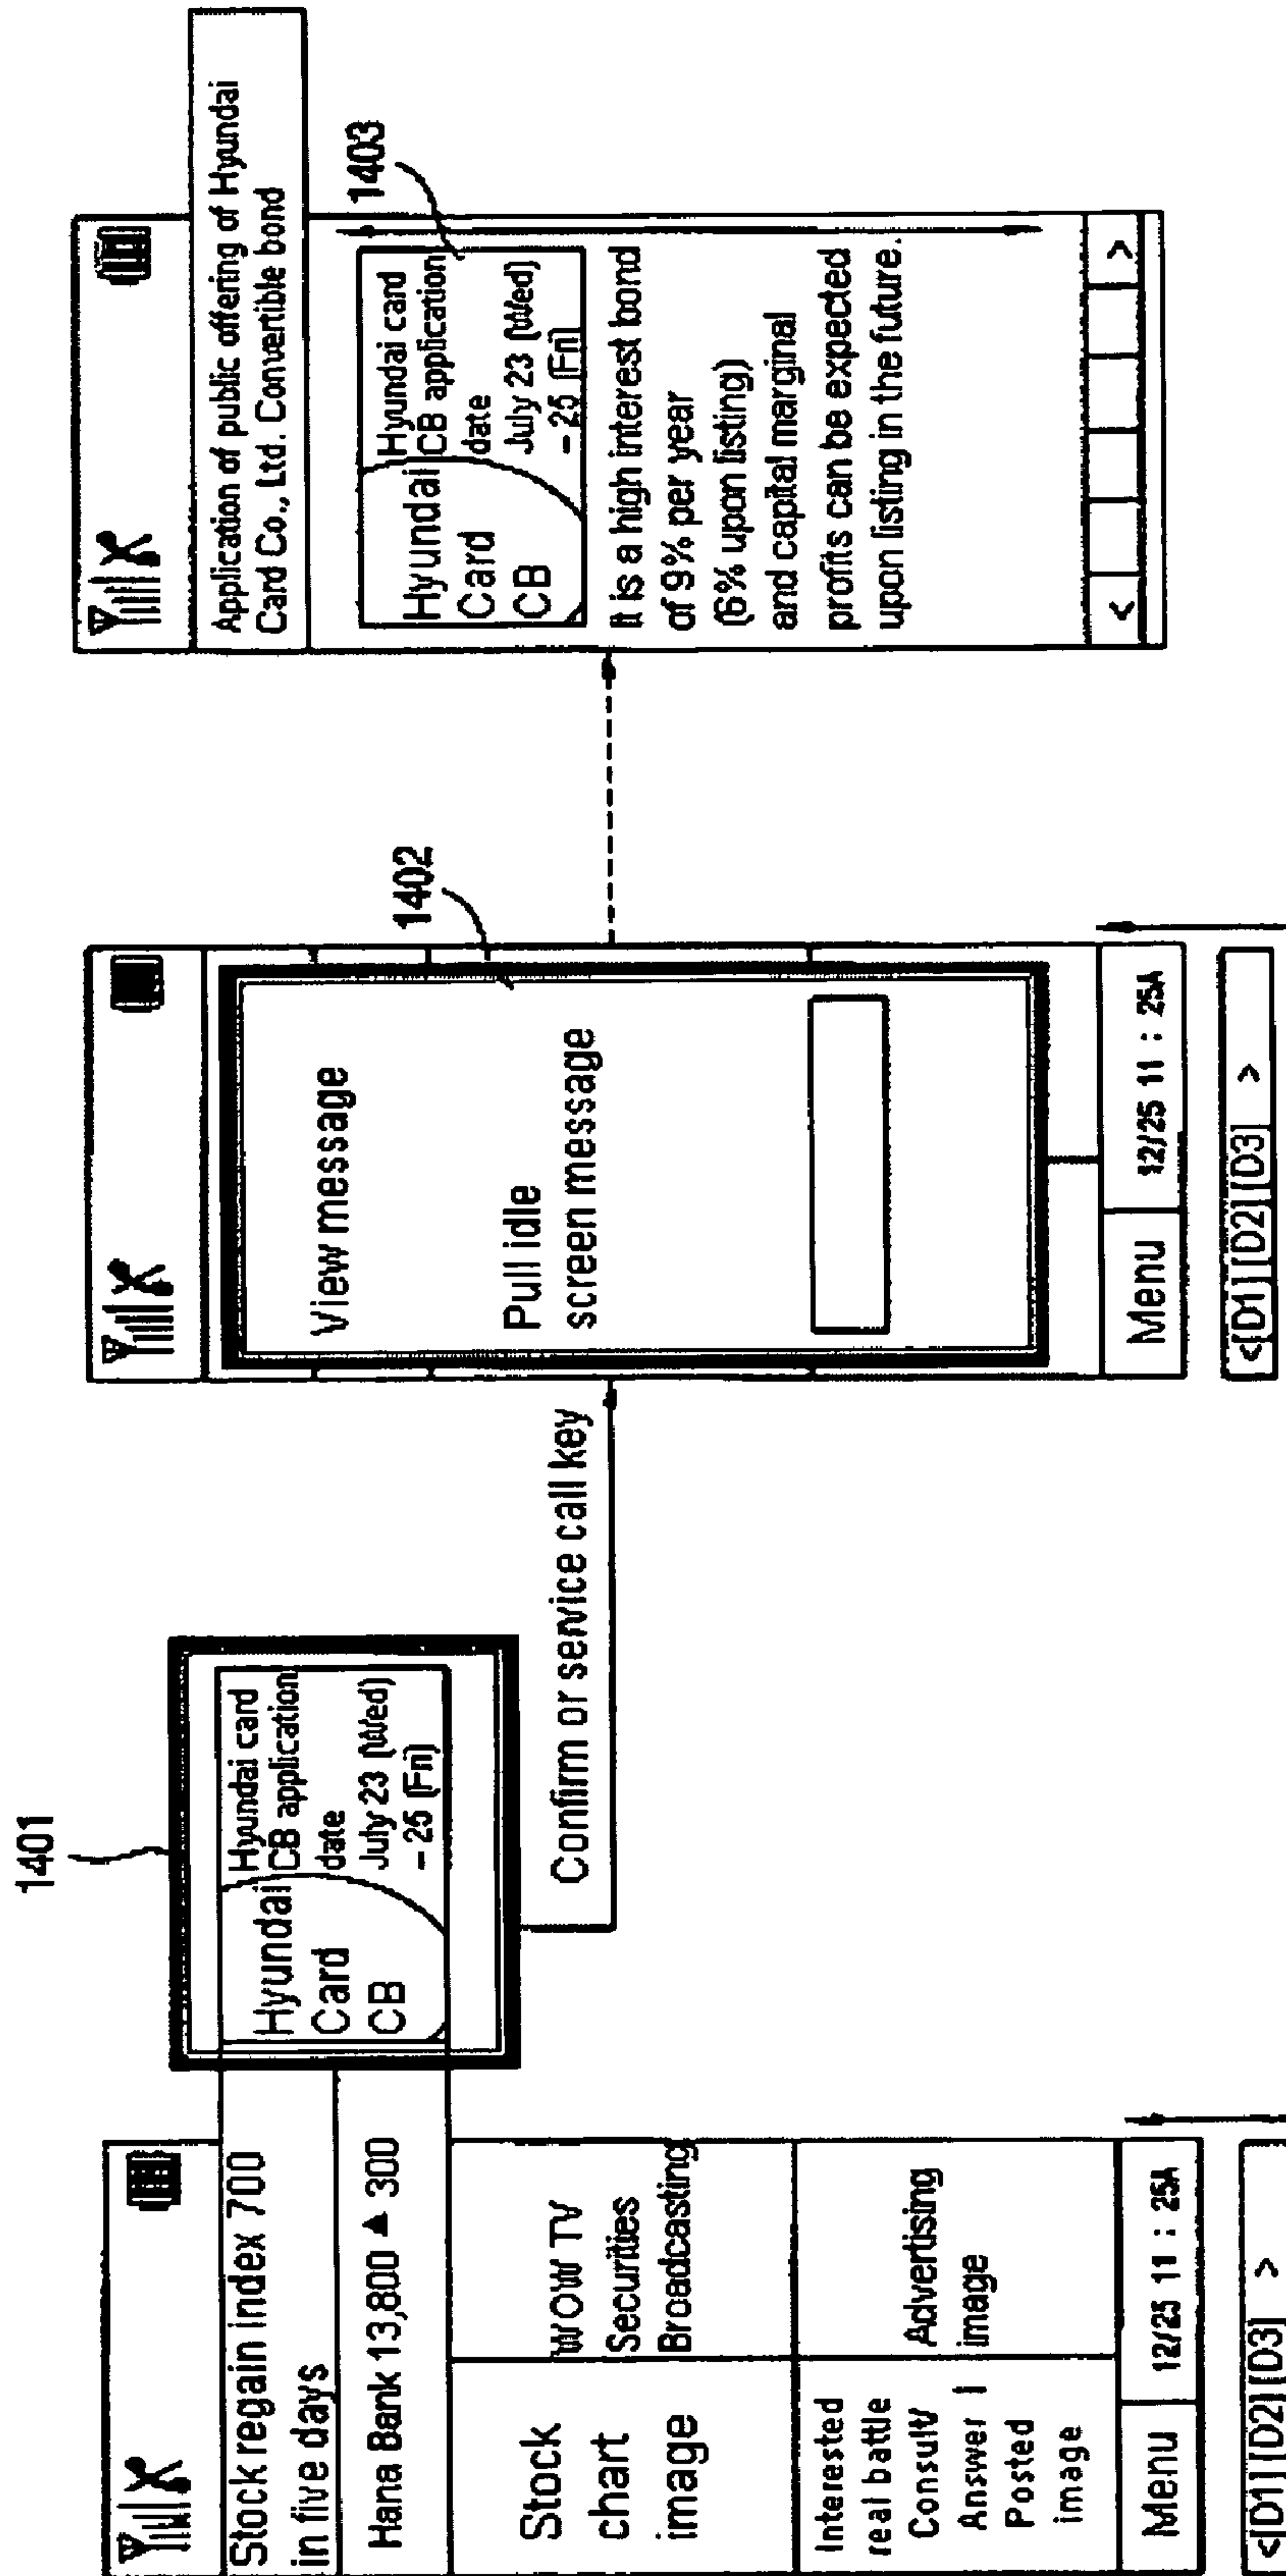 Stock regain index 700
in five days
Hana Bank 13,800 ▲ 300
Stock
chart
image
WOW TV
Securities
Broadcasting
Interested
real battle
Consult/
Answer |
Posted
image
Advertising
image
Menu
12/25 11 : 25A
<[D1][D2][D3] >
1401
Hyundai
Card
CB
Hyundai card
CB application
date
July 23 (Wed)
- 25 (Fri)
Confirm or service call key
1402
View message
Pull idle
screen message
Menu
12/25 11 : 25A
<[D1][D2][D3] >
Application of public offering of Hyundai
Card Co., Ltd. Convertible bond
1403
Hyundai
Card
CB
Hyundai card
CB application
date
July 23 (Wed)
- 25 (Fri)
It is a high interest bond
of 9% per year
(6% upon listing)
and capital marginal
profits can be expected
upon listing in the future.
< >